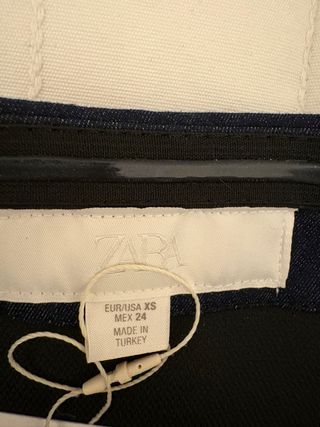 ZARA
EUR/USA XS
MEX 24
MADE IN
TURKEY